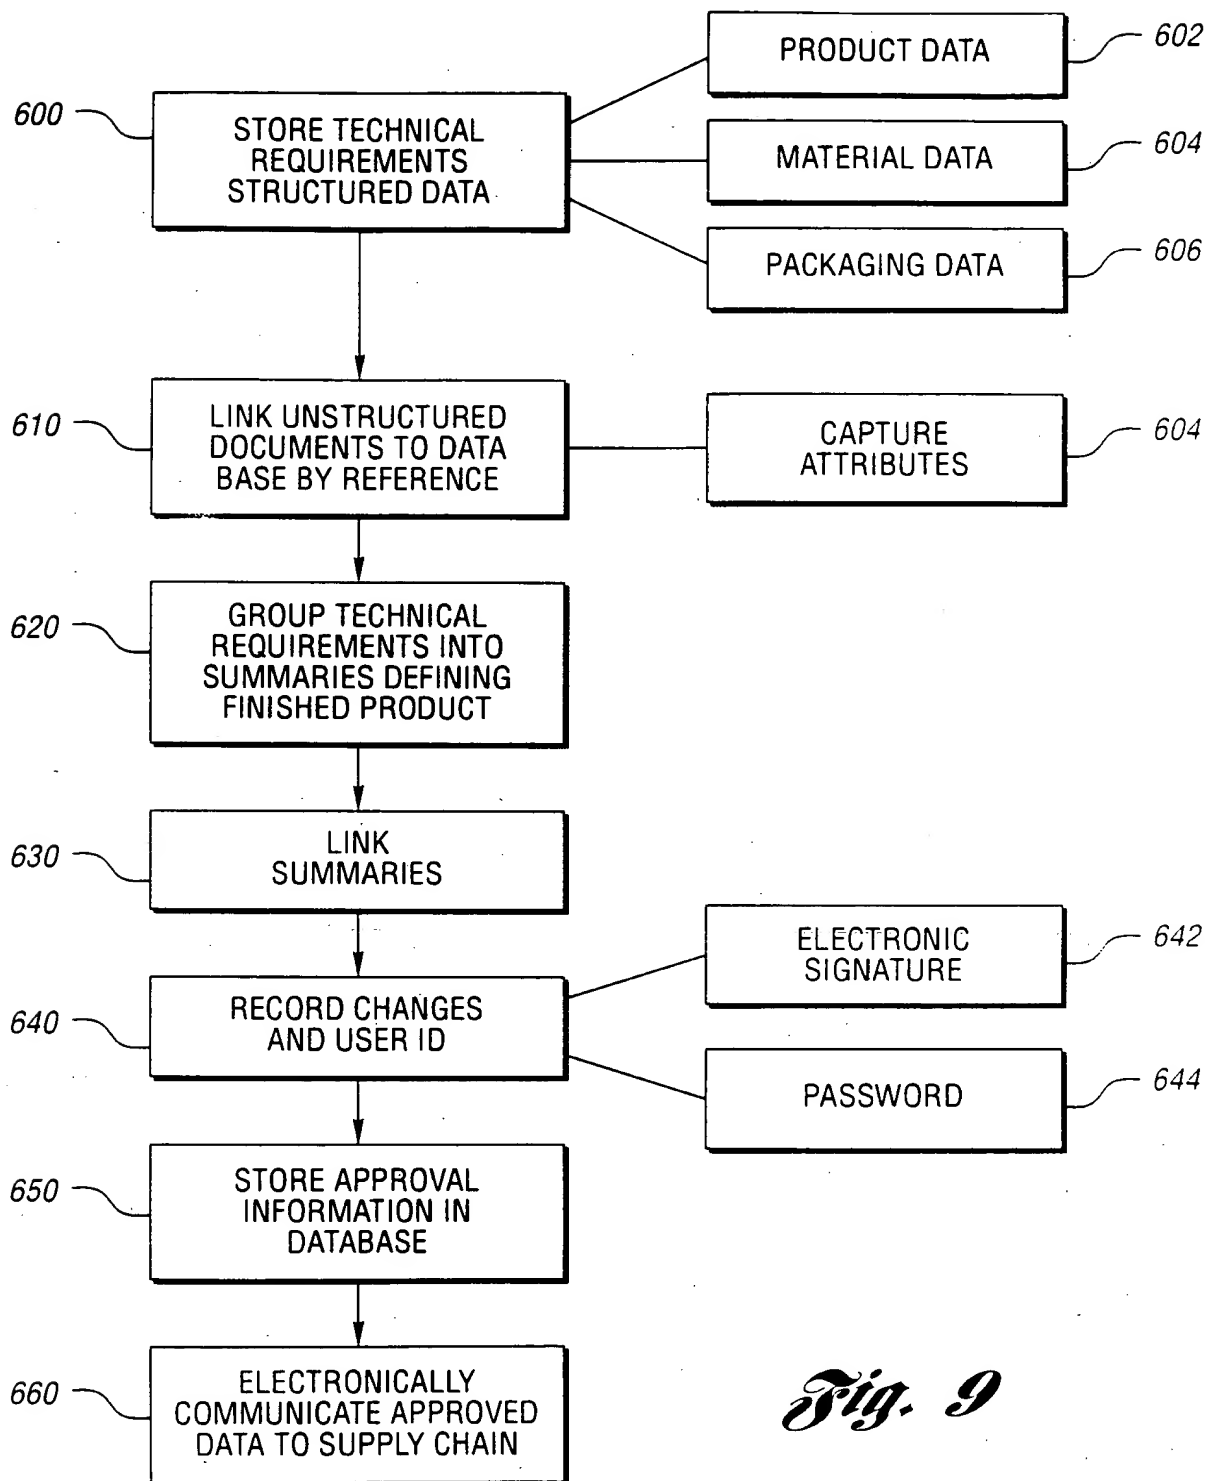 PRODUCT DATA
602
600
STORE TECHNICAL
REQUIREMENTS
STRUCTURED DATA
MATERIAL DATA
604
PACKAGING DATA
606
610
LINK UNSTRUCTURED
DOCUMENTS TO DATA
BASE BY REFERENCE
CAPTURE
ATTRIBUTES
604
620
GROUP TECHNICAL
REQUIREMENTS INTO
SUMMARIES DEFINING
FINISHED PRODUCT
630
LINK
SUMMARIES
640
RECORD CHANGES
AND USER ID
ELECTRONIC
SIGNATURE
642
PASSWORD
644
650
STORE APPROVAL
INFORMATION IN
DATABASE
660
ELECTRONICALLY
COMMUNICATE APPROVED
DATA TO SUPPLY CHAIN
Fig. 9